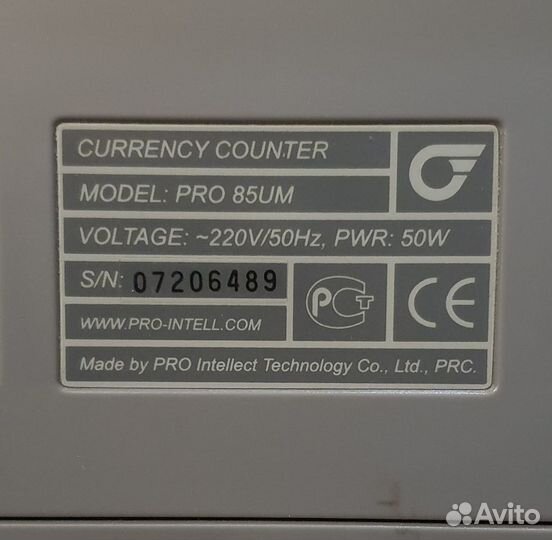 CURRENCY COUNTER
MODEL: PRO 85UM
VOLTAGE: ~220V/50Hz, PWR: 50W
S/N: 07206489
РСТ
CE
WWW.PRO-INTELL.COM
Made by PRO Intellect Technology Co., Ltd., PRC.
Avito